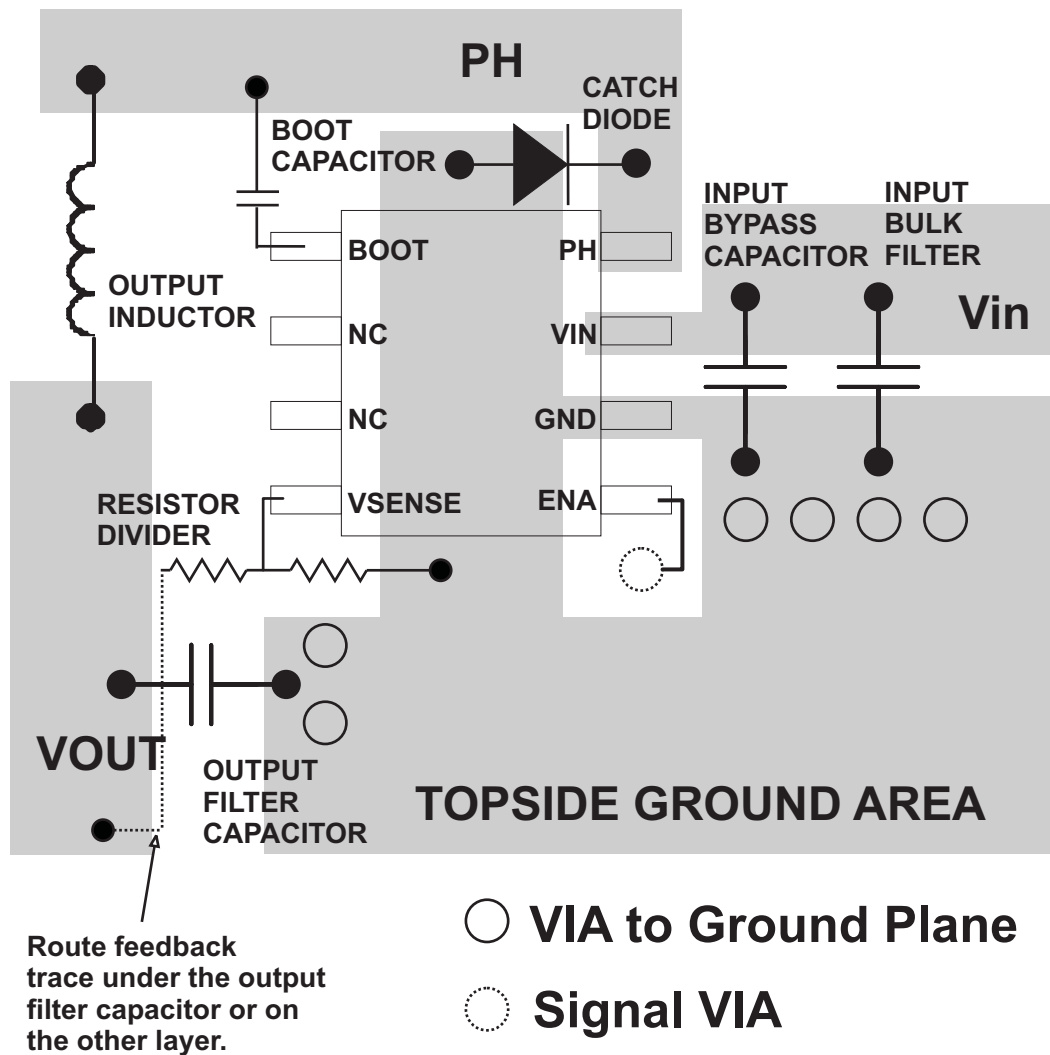 PH
CATCH
DIODE
BOOT
CAPACITOR
INPUT
BYPASS
CAPACITOR
INPUT
BULK
FILTER
OUTPUT
INDUCTOR
BOOT
PH
NC
VIN
Vin
NC
GND
VSENSE
ENA
RESISTOR
DIVIDER
VOUT
OUTPUT
FILTER
CAPACITOR
TOPSIDE GROUND AREA
Route feedback
trace under the output
filter capacitor or on
the other layer.
VIA to Ground Plane
Signal VIA